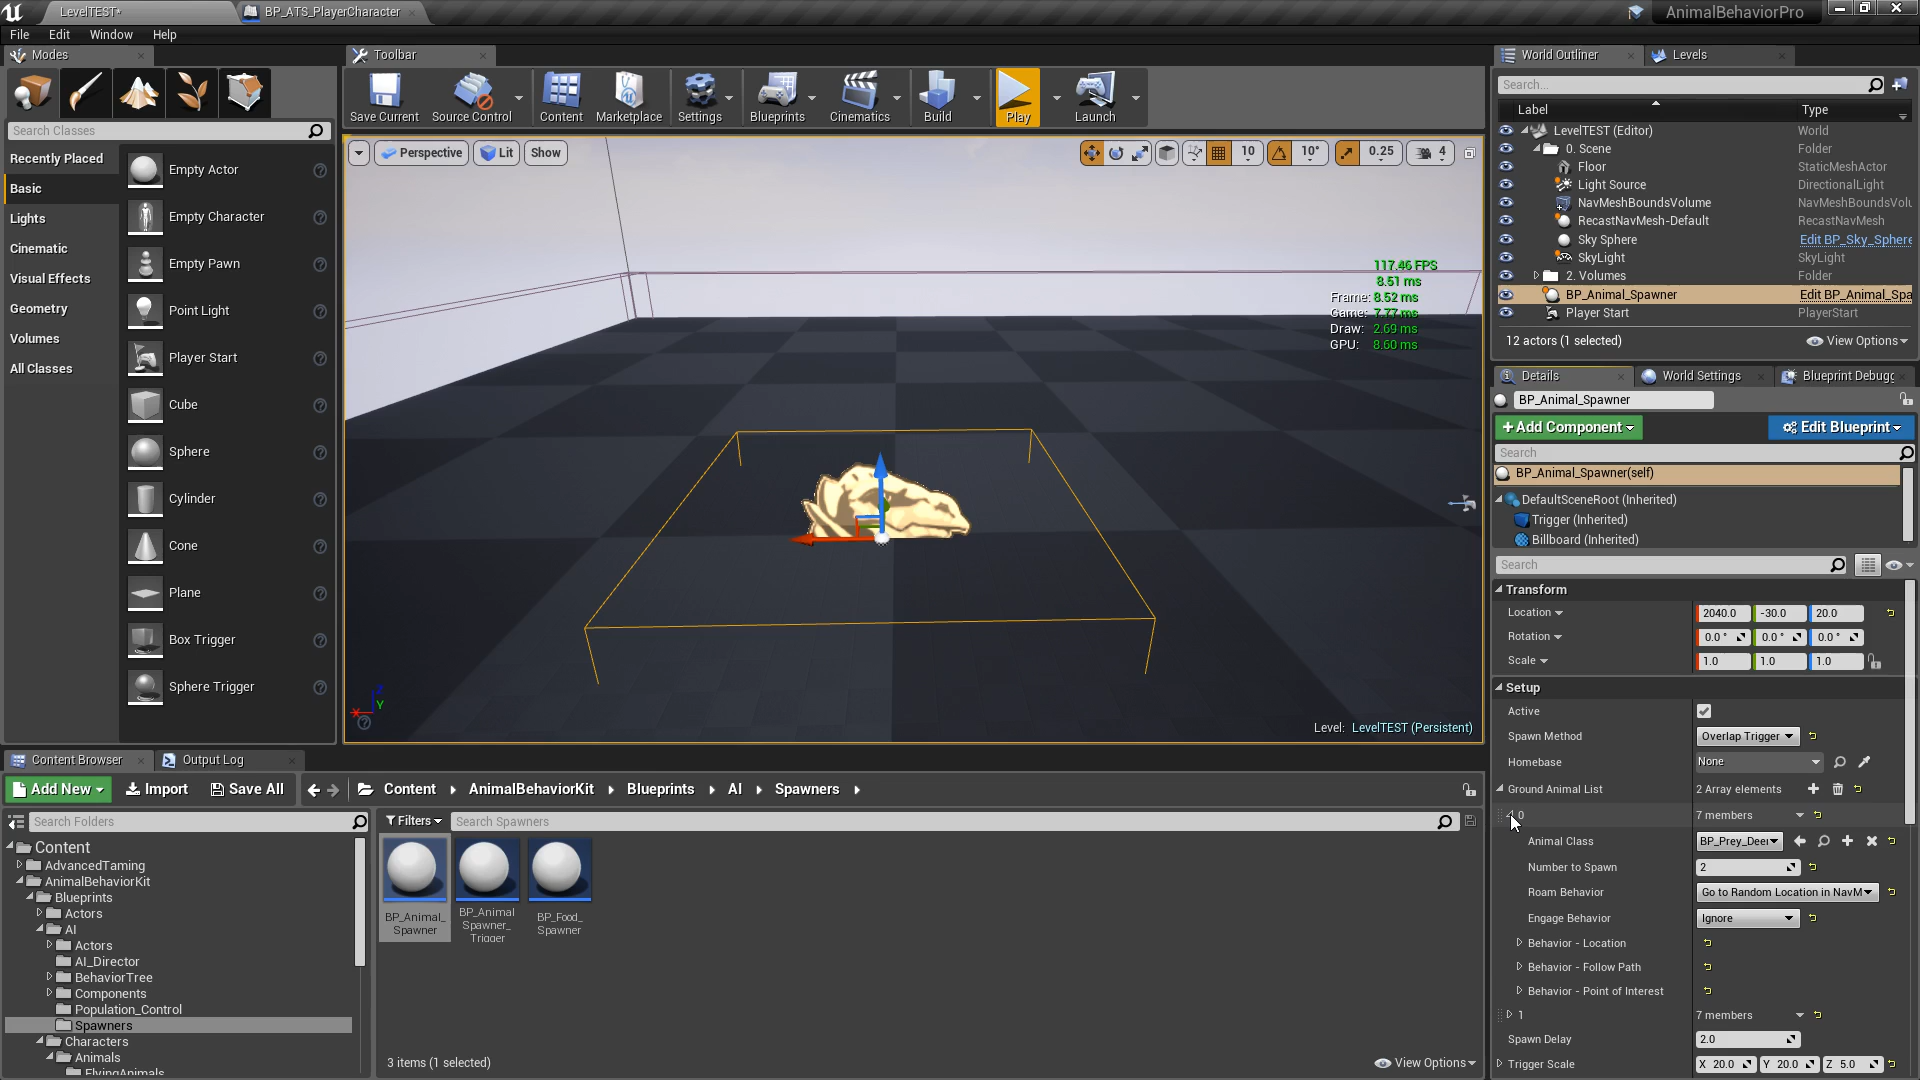 LevelTEST*
BP_ATS_PlayerCharacter
AnimalBehaviorPro
File
Edit
Window
Help
Modes
Search Classes
Recently Placed
Basic
Lights
Cinematic
Visual Effects
Geometry
Volumes
All Classes
Empty Actor
Empty Character
Empty Pawn
Point Light
Player Start
Cube
Sphere
Cylinder
Cone
Plane
Box Trigger
Sphere Trigger
Toolbar
Save Current
Source Control
Content
Marketplace
Settings
Blueprints
Cinematics
Build
Play
Launch
Perspective
Lit
Show
10
10°
0.25
4
117.46 FPS
8.51 ms
Frame: 8.52 ms
Game: 7.77 ms
Draw: 2.69 ms
GPU: 8.60 ms
X
Z
Y
Level: LevelTEST (Persistent)
World Outliner
Levels
Search...
Label
Type
LevelTEST (Editor)
World
0. Scene
Folder
Floor
StaticMeshActor
Light Source
DirectionalLight
NavMeshBoundsVolume
NavMeshBoundsVolu
RecastNavMesh-Default
RecastNavMesh
Sky Sphere
Edit BP_Sky_Sphere
SkyLight
SkyLight
2. Volumes
Folder
BP_Animal_Spawner
Edit BP_Animal_Spa
Player Start
PlayerStart
12 actors (1 selected)
View Options
Details
World Settings
Blueprint Debugg
BP_Animal_Spawner
+Add Component
Edit Blueprint
Search
BP_Animal_Spawner(self)
DefaultSceneRoot (Inherited)
Trigger (Inherited)
Billboard (Inherited)
Search
Transform
Location
2040.0
-30.0
20.0
Rotation
0.0 °
0.0 °
0.0 °
Scale
1.0
1.0
1.0
Setup
Active
Spawn Method
Overlap Trigger
Homebase
None
Ground Animal List
2 Array elements
0
7 members
Animal Class
BP_Prey_Deer
Number to Spawn
2
Roam Behavior
Go to Random Location in NavM
Engage Behavior
Ignore
Behavior - Location
Behavior - Follow Path
Behavior - Point of Interest
1
7 members
Spawn Delay
2.0
Trigger Scale
X 20.0
Y 20.0
Z 5.0
Content Browser
Output Log
Add New
Import
Save All
Content
AnimalBehaviorKit
Blueprints
AI
Spawners
Search Folders
Filters
Search Spawners
Content
AdvancedTaming
AnimalBehaviorKit
Blueprints
Actors
AI
Actors
AI_Director
BehaviorTree
Components
Population_Control
Spawners
Characters
Animals
FlyingAnimals
BP_Animal_
Spawner
BP_Animal
Spawner_
Trigger
BP_Food_
Spawner
3 items (1 selected)
View Options